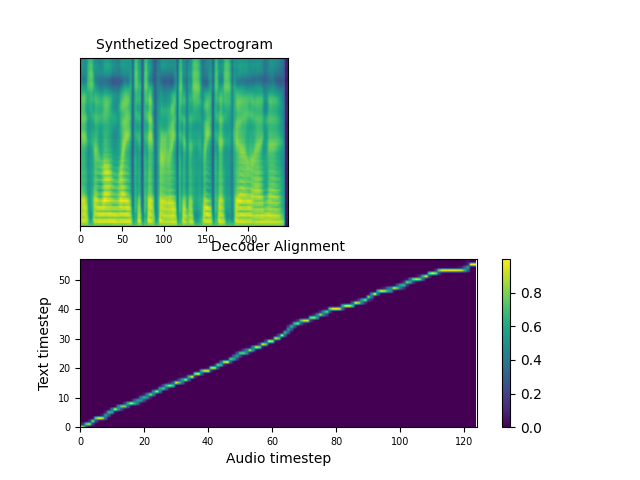 Synthetized Spectrogram
0 50 100 150 200
Decoder Alignment
50
40
30
20
10
0
Text timestep
0 20 40 60 80 100 120
Audio timestep
0.8
0.6
0.4
0.2
0.0